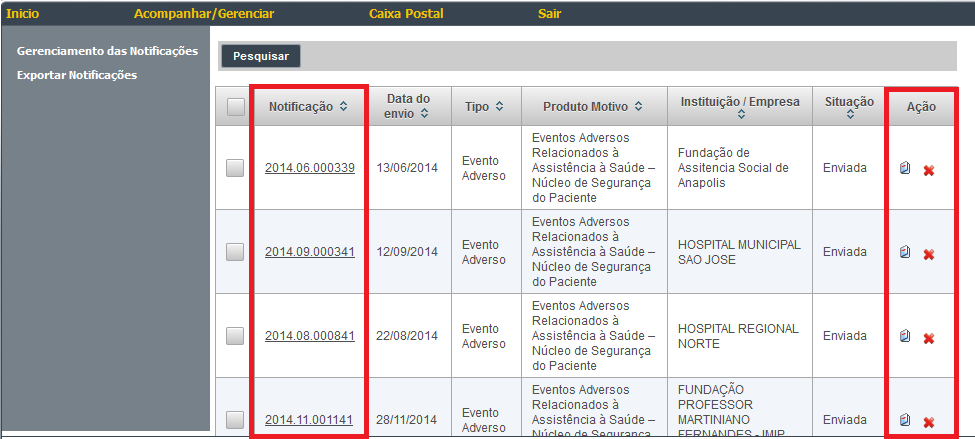 Inicio Acompanhar/Gerenciar Caixa Postal Sair
Gerenciamento das Notificações
Exportar Notificações
Pesquisar
Notificação
Data do
envio
Tipo
Produto Motivo
Instituição / Empresa
Situação
Ação
2014.06.000339
13/06/2014
Evento
Adverso
Eventos Adversos
Relacionados à
Assistência à Saúde –
Núcleo de Segurança
do Paciente
Fundação de
Assitencia Social de
Anapolis
Enviada
2014.09.000341
12/09/2014
Evento
Adverso
Eventos Adversos
Relacionados à
Assistência à Saúde –
Núcleo de Segurança
do Paciente
HOSPITAL MUNICIPAL
SAO JOSE
Enviada
2014.08.000841
22/08/2014
Evento
Adverso
Eventos Adversos
Relacionados à
Assistência à Saúde –
Núcleo de Segurança
do Paciente
HOSPITAL REGIONAL
NORTE
Enviada
2014.11.001141
28/11/2014
Evento
Adverso
Eventos Adversos
Relacionados à
Assistência à Saúde –
Núcleo de Segurança
FUNDAÇÃO
PROFESSOR
MARTINIANO
FERNANDES - IMIP
Enviada